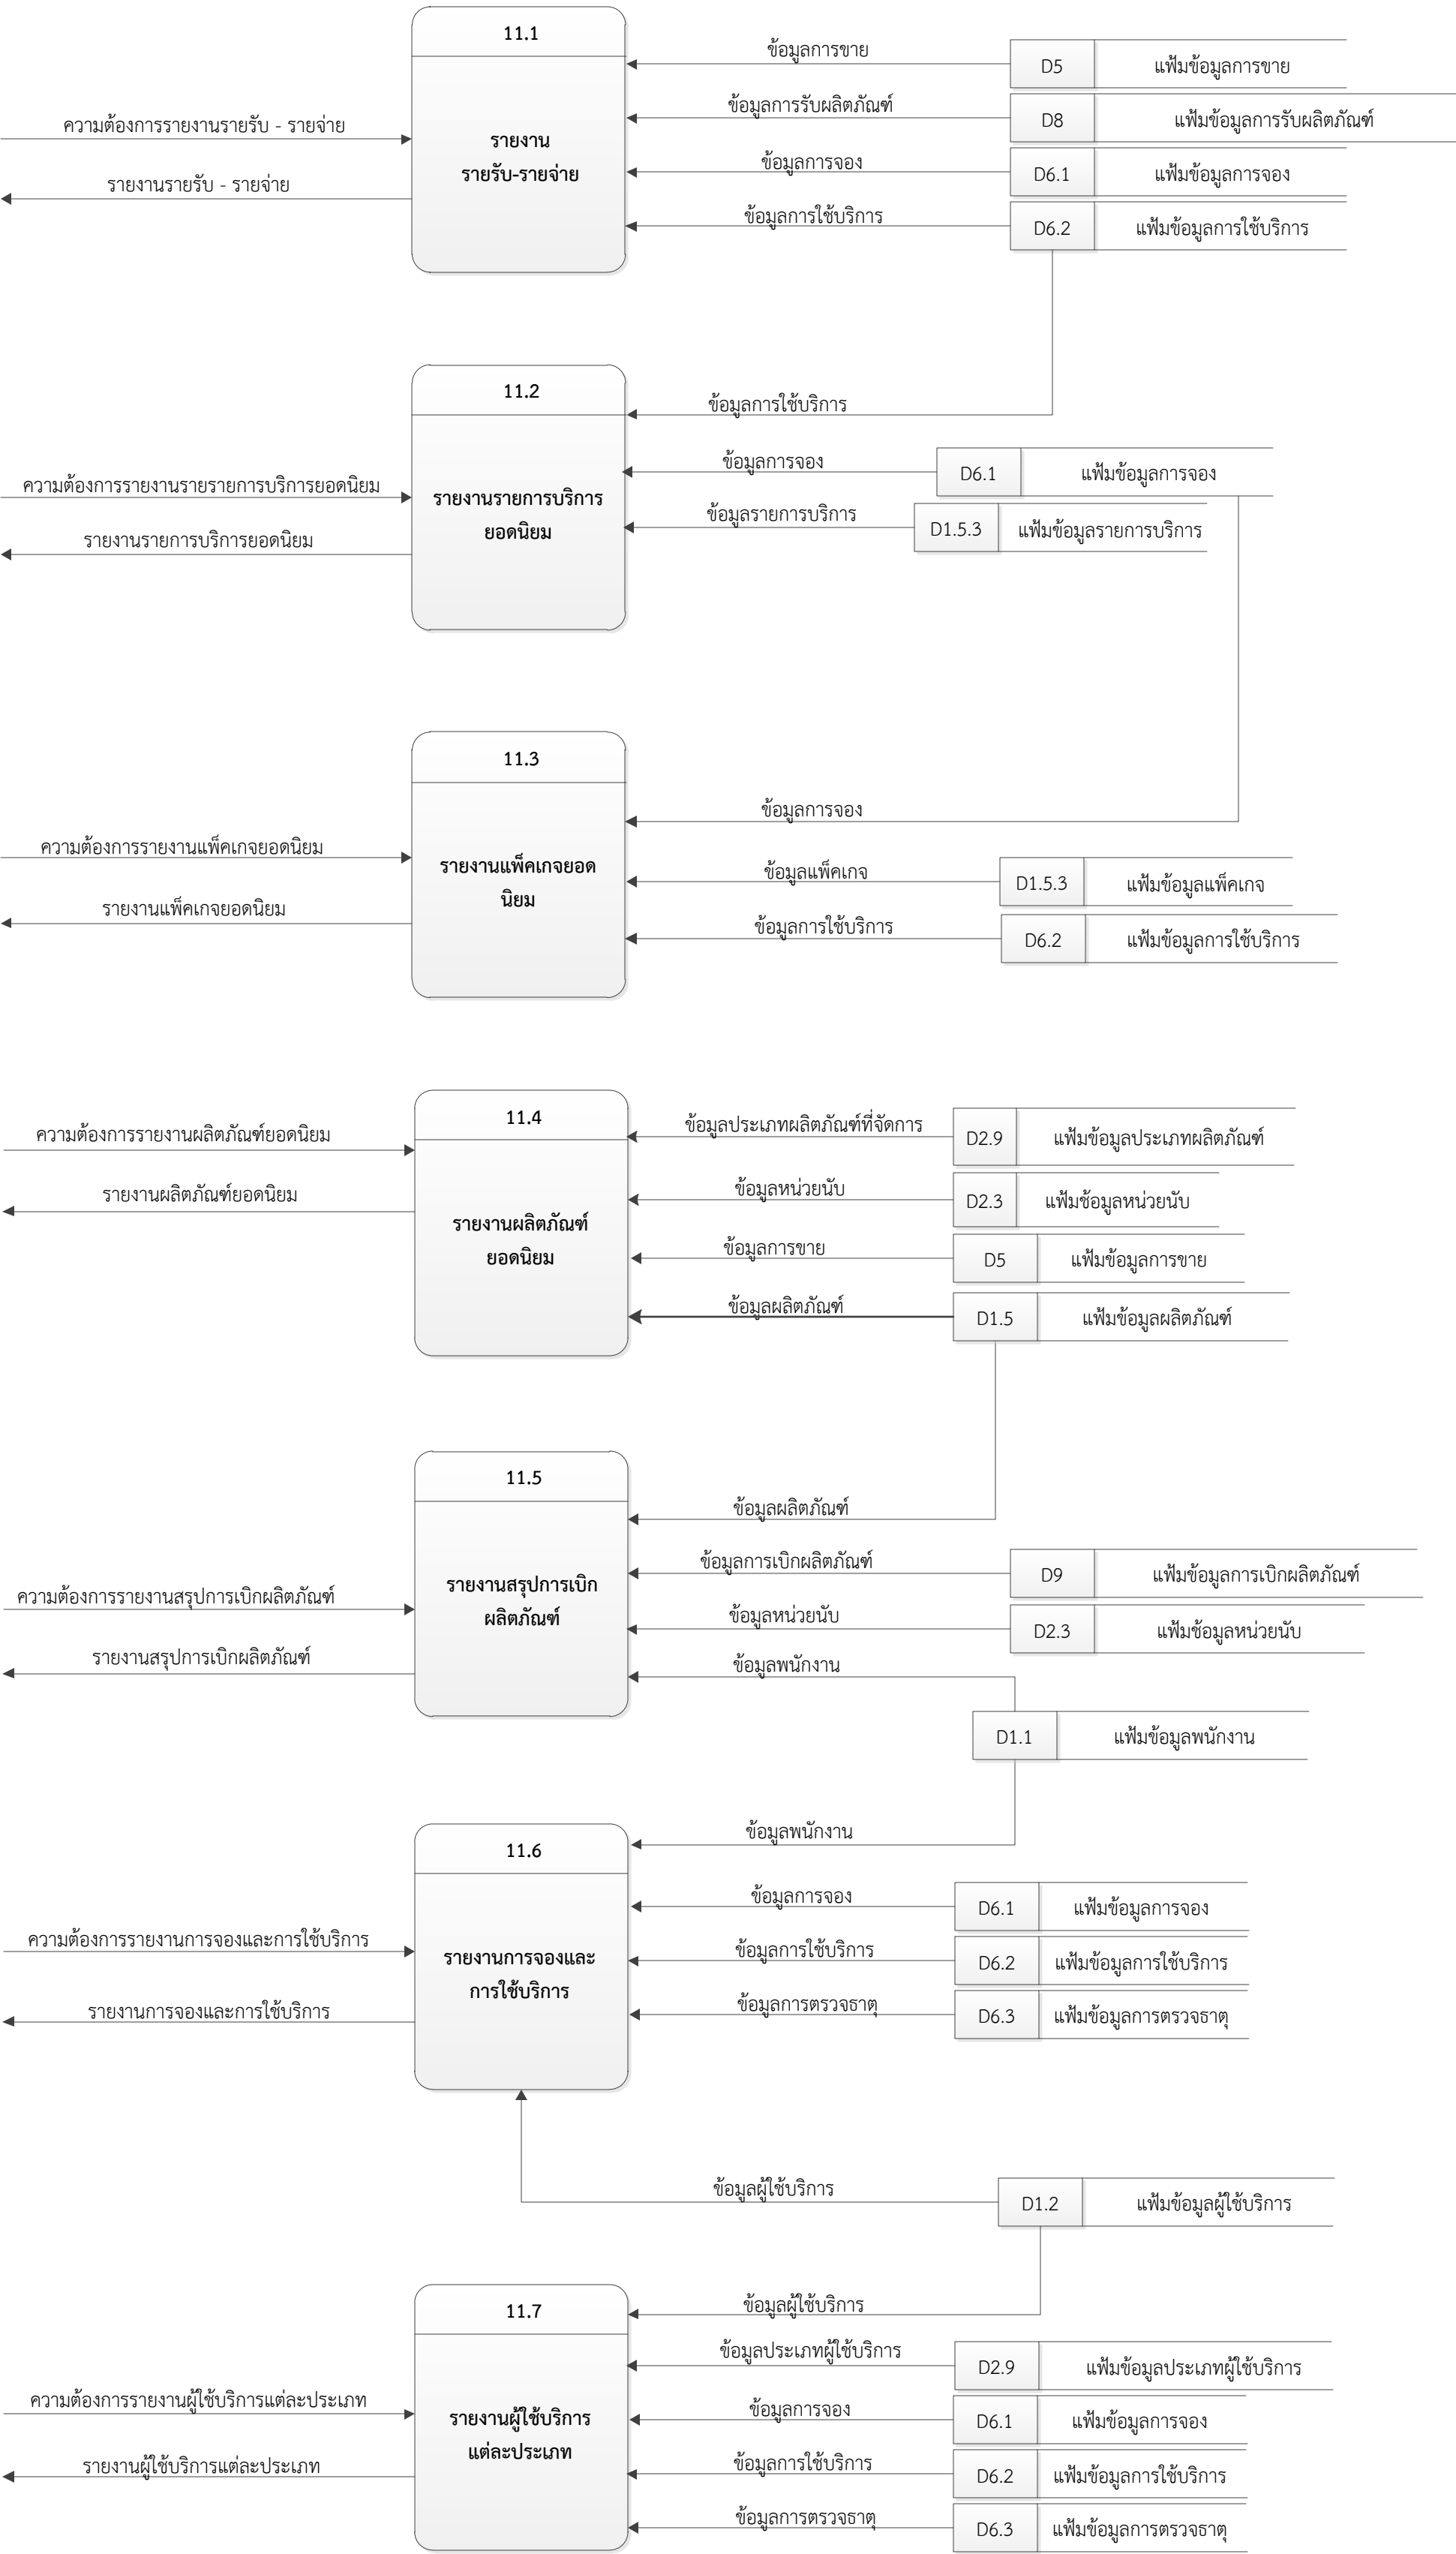 11.1
ข้อมูลการขาย
D5
แฟ้มข้อมูลการขาย
ข้อมูลการรับผลิตภัณฑ์
D8
แฟ้มข้อมูลการรับผลิตภัณฑ์
ความต้องการรายงานรายรับ - รายจ่าย
รายงาน
รายรับ-รายจ่าย
ข้อมูลการจอง
D6.1
แฟ้มข้อมูลการจอง
รายงานรายรับ - รายจ่าย
ข้อมูลการใช้บริการ
D6.2
แฟ้มข้อมูลการใช้บริการ
11.2
ข้อมูลการใช้บริการ
ข้อมูลการจอง
D6.1
แฟ้มข้อมูลการจอง
ความต้องการรายงานรายรายการบริการยอดนิยม
รายงานรายการบริการ
ยอดนิยม
ข้อมูลรายการบริการ
D1.5.3
แฟ้มข้อมูลรายการบริการ
รายงานรายการบริการยอดนิยม
11.3
ข้อมูลการจอง
ความต้องการรายงานแพ็คเกจยอดนิยม
รายงานแพ็คเกจยอด
นิยม
ข้อมูลแพ็คเกจ
D1.5.3
แฟ้มข้อมูลแพ็คเกจ
รายงานแพ็คเกจยอดนิยม
ข้อมูลการใช้บริการ
D6.2
แฟ้มข้อมูลการใช้บริการ
11.4
ความต้องการรายงานผลิตภัณฑ์ยอดนิยม
ข้อมูลประเภทผลิตภัณฑ์ที่จัดการ
D2.9
แฟ้มข้อมูลประเภทผลิตภัณฑ์
รายงานผลิตภัณฑ์ยอดนิยม
ข้อมูลหน่วยนับ
D2.3
แฟ้มช้อมูลหน่วยนับ
รายงานผลิตภัณฑ์
ยอดนิยม
ข้อมูลการขาย
D5
แฟ้มข้อมูลการขาย
ข้อมูลผลิตภัณฑ์
D1.5
แฟ้มข้อมูลผลิตภัณฑ์
11.5
ข้อมูลผลิตภัณฑ์
ข้อมูลการเบิกผลิตภัณฑ์
D9
แฟ้มข้อมูลการเบิกผลิตภัณฑ์
ความต้องการรายงานสรุปการเบิกผลิตภัณฑ์
รายงานสรุปการเบิก
ผลิตภัณฑ์
ข้อมูลหน่วยนับ
D2.3
แฟ้มช้อมูลหน่วยนับ
รายงานสรุปการเบิกผลิตภัณฑ์
ข้อมูลพนักงาน
D1.1
แฟ้มข้อมูลพนักงาน
11.6
ข้อมูลพนักงาน
ข้อมูลการจอง
D6.1
แฟ้มข้อมูลการจอง
ความต้องการรายงานการจองและการใช้บริการ
รายงานการจองและ
การใช้บริการ
ข้อมูลการใช้บริการ
D6.2
แฟ้มข้อมูลการใช้บริการ
รายงานการจองและการใช้บริการ
ข้อมูลการตรวจธาตุ
D6.3
แฟ้มข้อมูลการตรวจธาตุ
ข้อมูลผู้ใช้บริการ
D1.2
แฟ้มข้อมูลผู้ใช้บริการ
11.7
ข้อมูลผู้ใช้บริการ
ข้อมูลประเภทผู้ใช้บริการ
D2.9
แฟ้มข้อมูลประเภทผู้ใช้บริการ
ความต้องการรายงานผู้ใช้บริการแต่ละประเภท
รายงานผู้ใช้บริการ
แต่ละประเภท
ข้อมูลการจอง
D6.1
แฟ้มข้อมูลการจอง
รายงานผู้ใช้บริการแต่ละประเภท
ข้อมูลการใช้บริการ
D6.2
แฟ้มข้อมูลการใช้บริการ
ข้อมูลการตรวจธาตุ
D6.3
แฟ้มข้อมูลการตรวจธาตุ